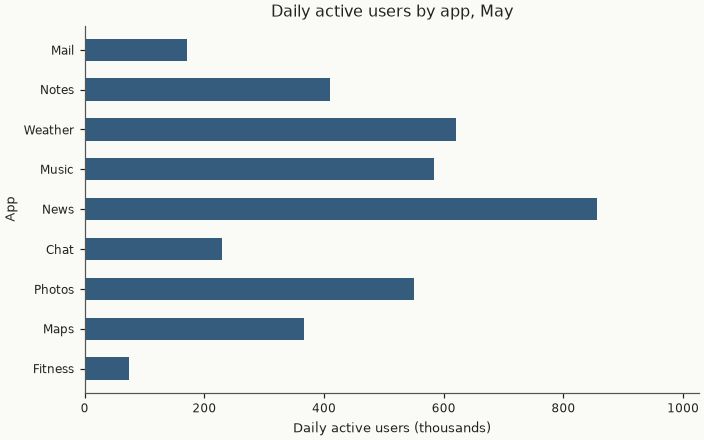 Daily active users by app, May
Mail
Notes
Weather
Music
News
Chat
Photos
Maps
Fitness
App
0 200 400 600 800 1000
Daily active users (thousands)